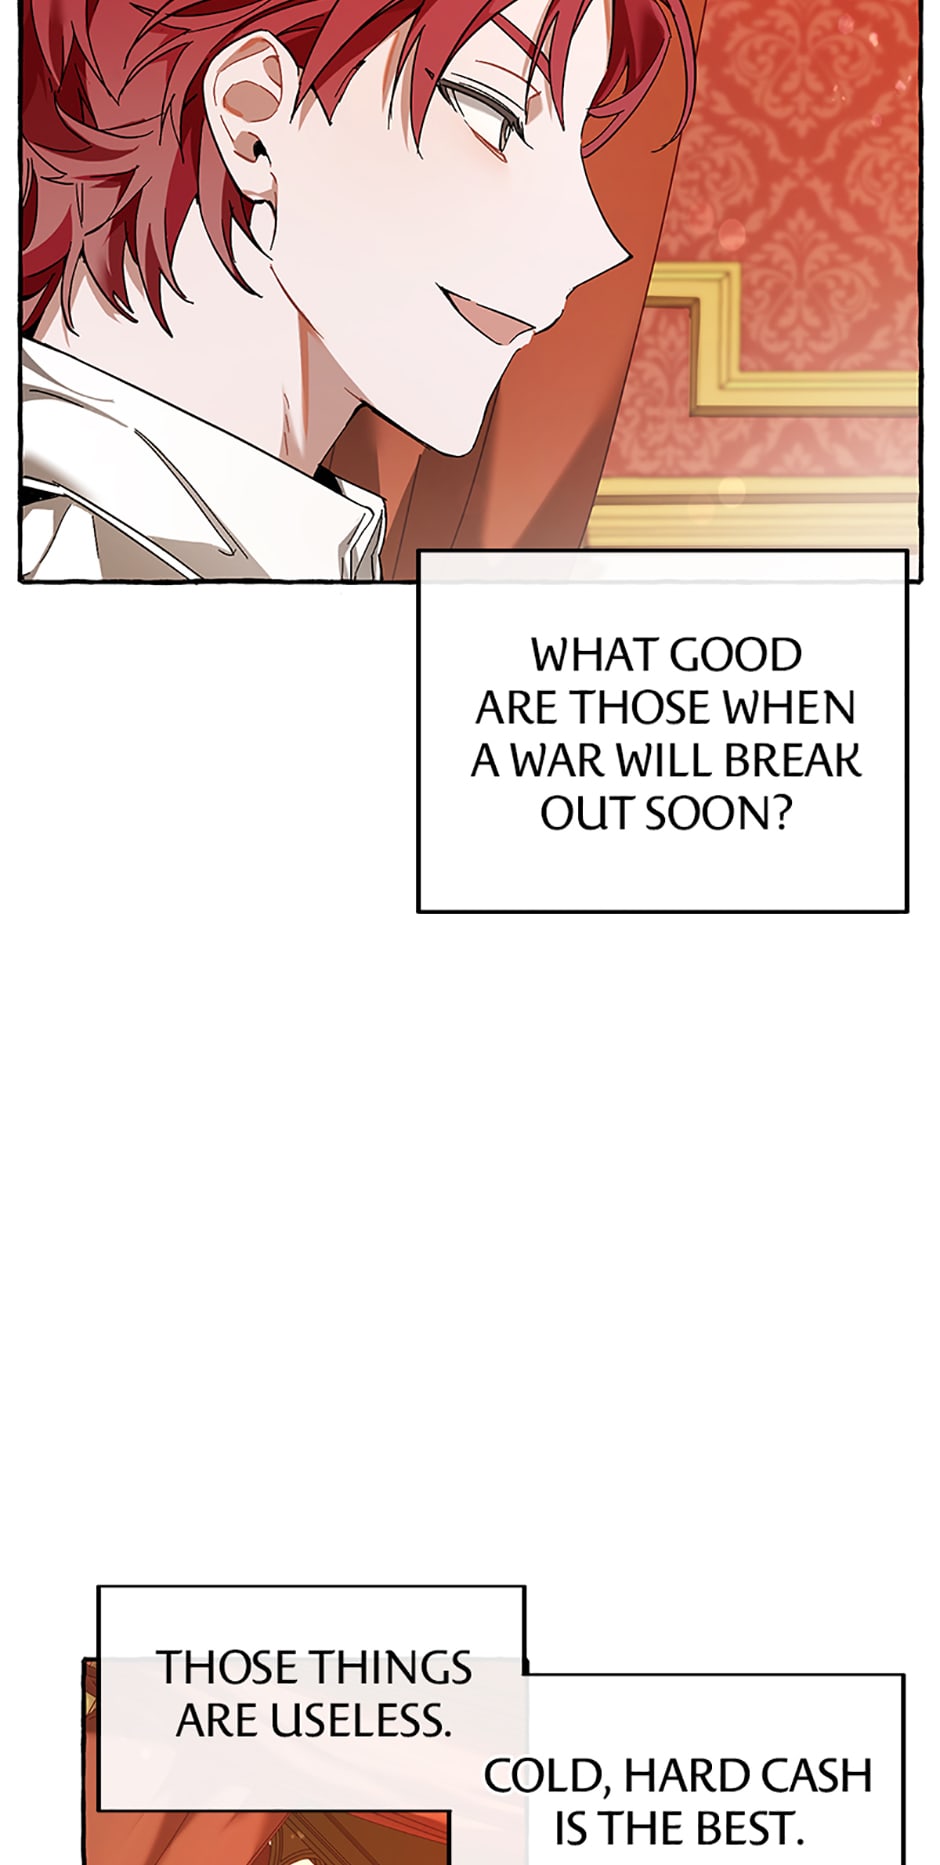 WHAT GOOD
ARE THOSE WHEN
A WAR WILL BREAK
OUT SOON?
THOSE THINGS
ARE USELESS.
COLD, HARD CASH
IS THE BEST.